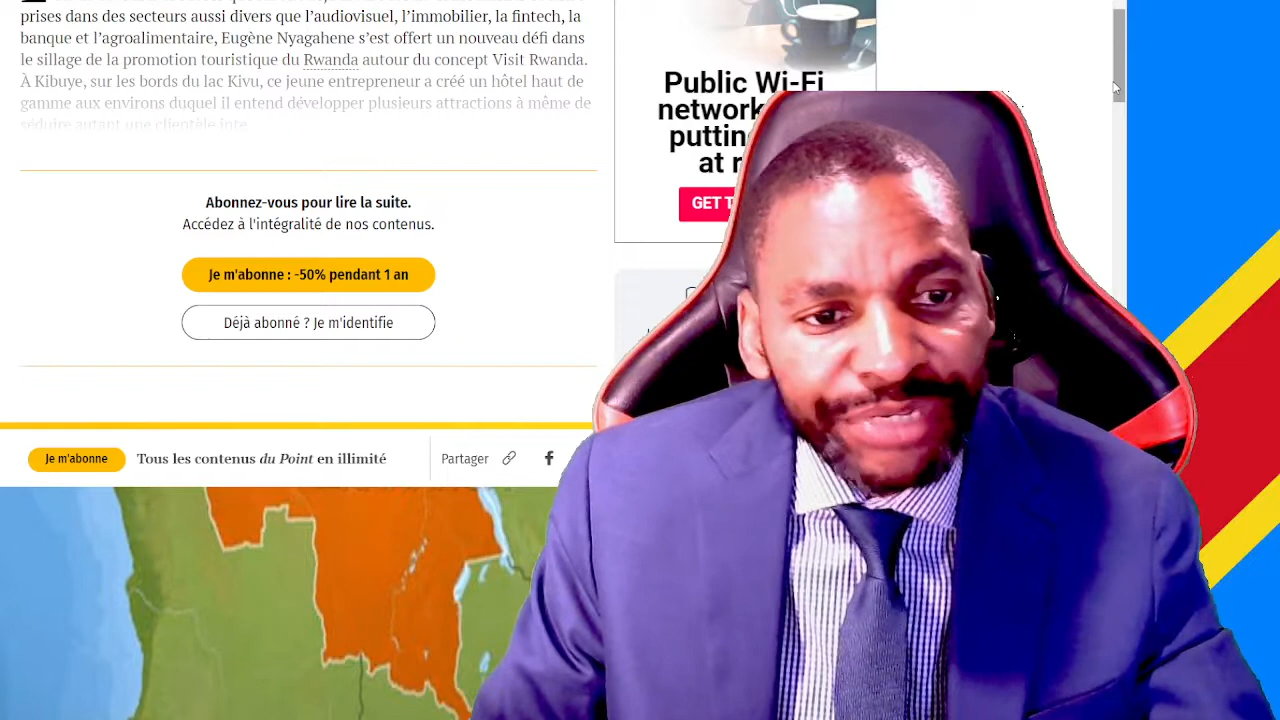 prises dans des secteurs aussi divers que l’audiovisuel, l’immobilier, la fintech, la
banque et l’agroalimentaire, Eugène Nyagahene s’est offert un nouveau défi dans
le sillage de la promotion touristique du Rwanda autour du concept Visit Rwanda.
À Kibuye, sur les bords du lac Kivu, ce jeune entrepreneur a créé un hôtel haut de
gamme aux environs duquel il entend développer plusieurs attractions à même de
séduire autant une clientèle inte
Abonnez-vous pour lire la suite.
Accédez à l'intégralité de nos contenus.
Je m'abonne : -50% pendant 1 an
Déjà abonné ? Je m'identifie
Je m'abonne
Tous les contenus du Point en illimité
Partager
Public Wi-Fi
network
puttin
at
GET